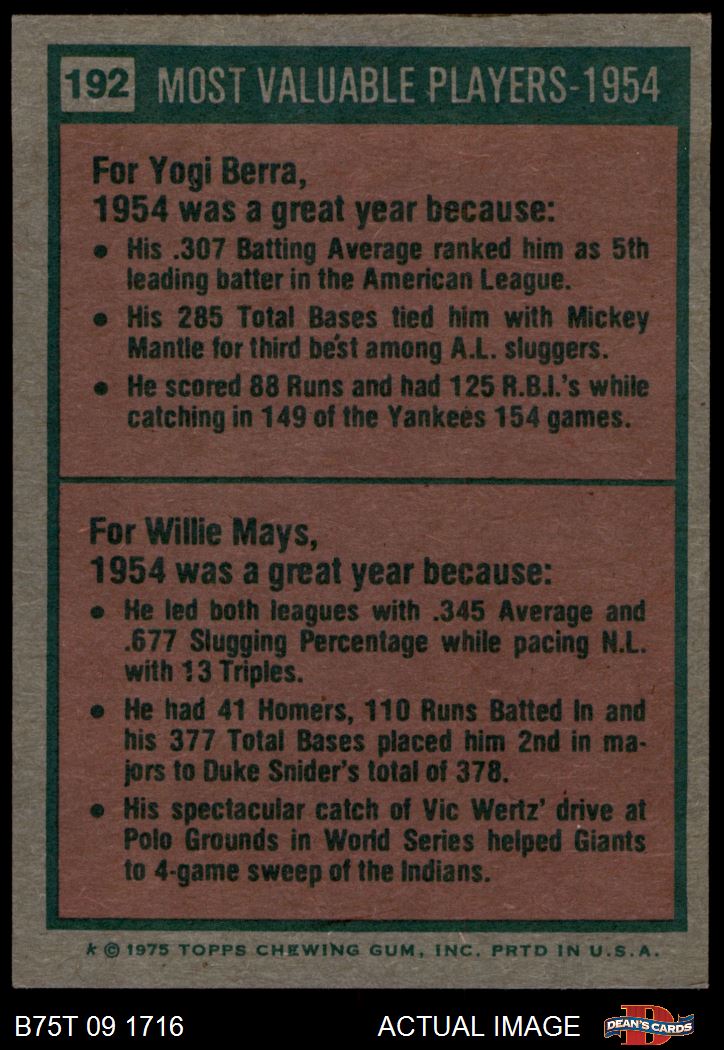 192 MOST VALUABLE PLAYERS-1954
For Yogi Berra,
1954 was a great year because:
• His .307 Batting Average ranked him as 5th
leading batter in the American League.
• His 285 Total Bases tied him with Mickey
Mantle for third best among A.L. sluggers.
• He scored 88 Runs and had 125 R.B.I.'s while
catching in 149 of the Yankees 154 games.
For Willie Mays,
1954 was a great year because:
• He led both leagues with .345 Average and
.677 Slugging Percentage while pacing N.L.
with 13 Triples.
• He had 41 Homers, 110 Runs Batted In and
his 377 Total Bases placed him 2nd in ma-
jors to Duke Snider's total of 378.
• His spectacular catch of Vic Wertz' drive at
Polo Grounds in World Series helped Giants
to 4-game sweep of the Indians.
k © 1975 TOPPS CHEWING GUM, INC. PRTD IN U.S.A.
B75T 09 1716 ACTUAL IMAGE D DEAN'S CARDS